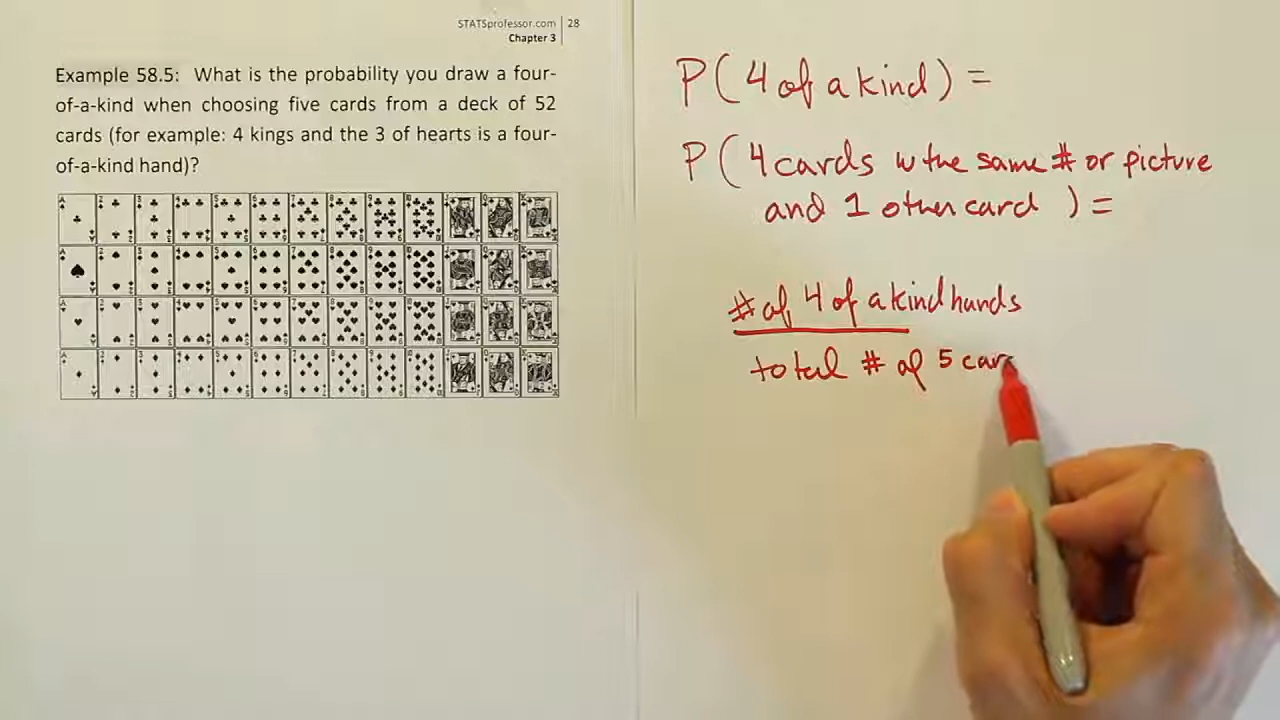 STATSprofessor.com | 28
Chapter 3
Example 58.5: What is the probability you draw a four-
of-a-kind when choosing five cards from a deck of 52
cards (for example: 4 kings and the 3 of hearts is a four-
of-a-kind hand)?
P( 4 of a kind ) =
P( 4 cards w the same # or picture
and 1 other card ) =
# of 4 of a kind hands
total # of 5 car